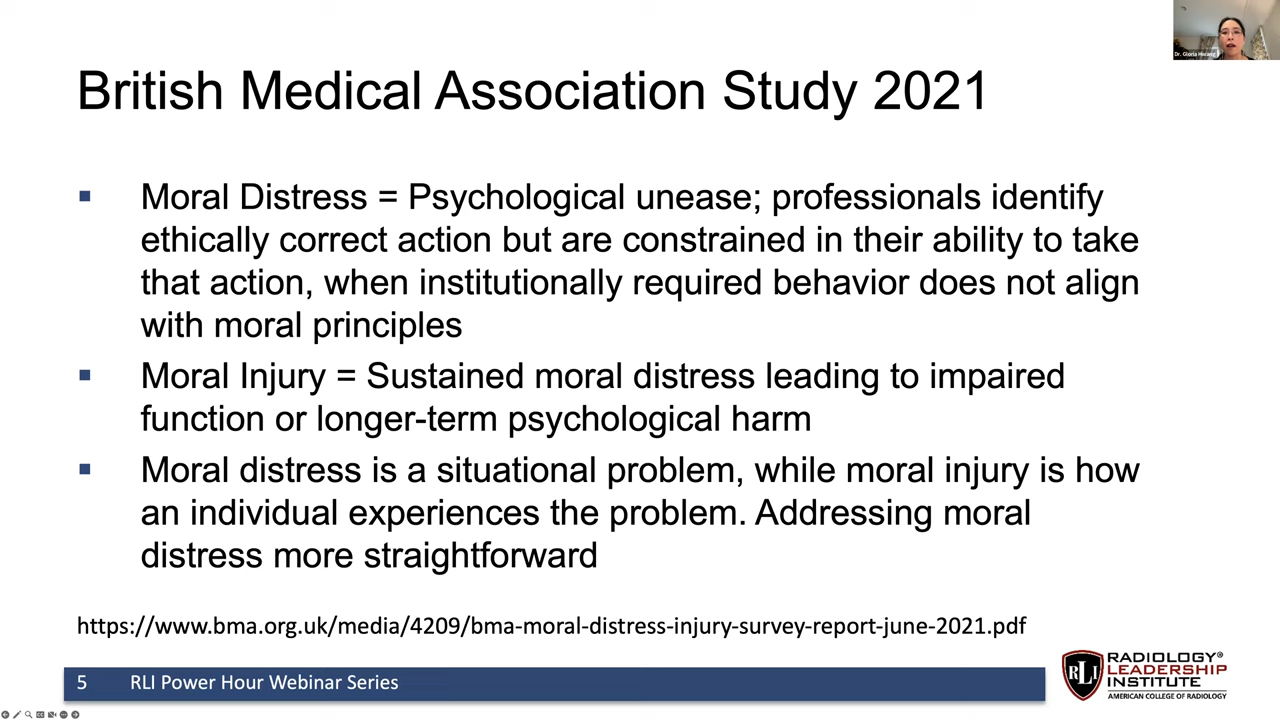 Dr. Gloria Hwang
British Medical Association Study 2021
▪ Moral Distress = Psychological unease; professionals identify
ethically correct action but are constrained in their ability to take
that action, when institutionally required behavior does not align
with moral principles
▪ Moral Injury = Sustained moral distress leading to impaired
function or longer-term psychological harm
▪ Moral distress is a situational problem, while moral injury is how
an individual experiences the problem. Addressing moral
distress more straightforward
https://www.bma.org.uk/media/4209/bma-moral-distress-injury-survey-report-june-2021.pdf
5 RLI Power Hour Webinar Series
RLI
RADIOLOGY®
LEADERSHIP
INSTITUTE
AMERICAN COLLEGE OF RADIOLOGY